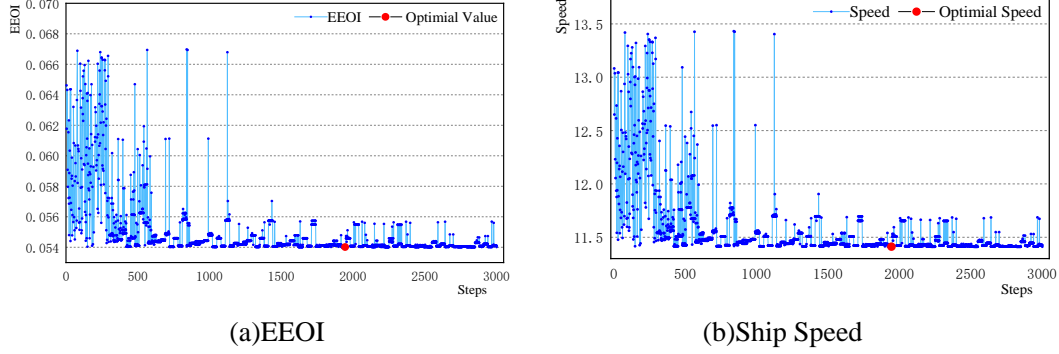 EEOI
0.070
0.068
0.066
0.064
0.062
0.060
0.058
0.056
0.054
0
500
1000
1500
2000
2500
3000
Steps
EEOI
Optimial Value
(a)EEOI
Speed
13.5
13.0
12.5
12.0
11.5
0
500
1000
1500
2000
2500
3000
Steps
Speed
Optimial Speed
(b)Ship Speed